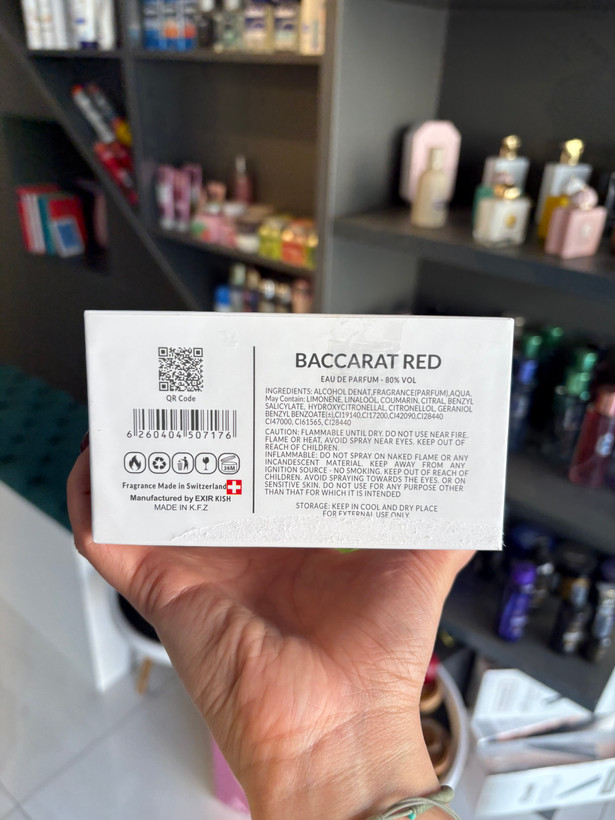 QR Code
6 260404 507176
36M
Fragrance Made in Switzerland
Manufactured by EXIR KISH
MADE IN K.F.Z
BACCARAT RED
EAU DE PARFUM - 80% VOL
INGREDIENTS: ALCOHOL DENAT,FRAGRANCE(PARFUM),AQUA.
May Contain: LIMONENE, LINALOOL, COUMARIN, CITRAL, BENZYL
SALICYLATE, HYDROXYCITRONELLAL, CITRONELLOL, GERANIOL
BENZYL BENZOATE(±),CI19140,CI17200,CI42090,CI28440
CI47000, CI61565, CI28440
CAUTION: FLAMMABLE UNTIL DRY. DO NOT USE NEAR FIRE.
FLAME OR HEAT, AVOID SPRAY NEAR EYES. KEEP OUT OF
REACH OF CHILDREN.
INFLAMMABLE: DO NOT SPRAY ON NAKED FLAME OR ANY
INCANDESCENT MATERIAL. KEEP AWAY FROM ANY
IGNITION SOURCE - NO SMOKING. KEEP OUT OF REACH OF
CHILDREN. AVOID SPRAYING TOWARDS THE EYES. OR ON
SENSITIVE SKIN. DO NOT USE FOR ANY PURPOSE OTHER
THAN THAT FOR WHICH IT IS INTENDED
STORAGE: KEEP IN COOL AND DRY PLACE
FOR EXTERNAL USE ONLY